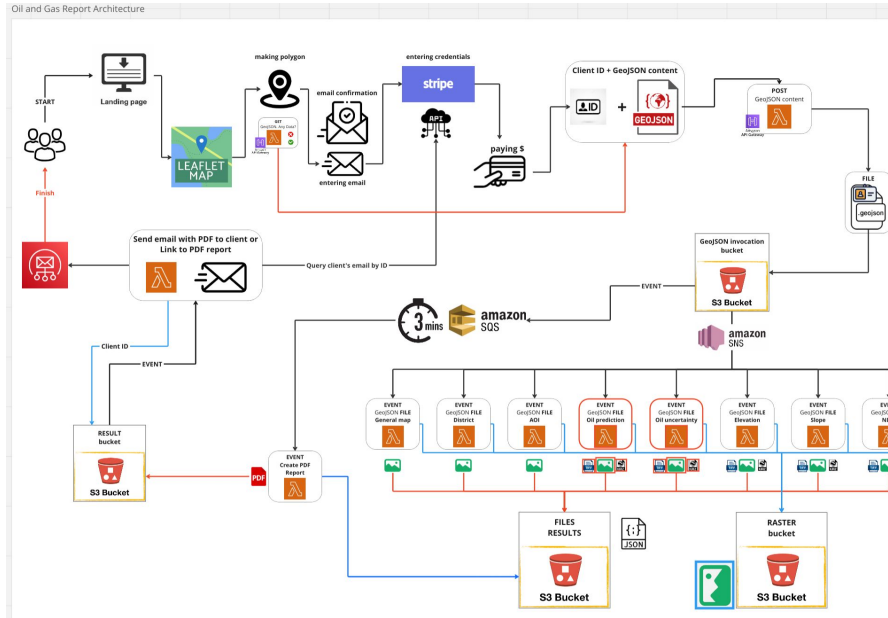 Oil and Gas Report Architecture
making polygon
entering credentials
email confirmation
stripe
Client ID + GeoJSON content
Landing page
START
GET
GeoJSON: Any Data?
API
ID
+
GEOJSON
POST
GeoJSON content
Amazon
API Gateway
LEAFLET
MAP
entering email
paying $
Finish
FILE
.geojson
Send email with PDF to client or
Link to PDF report
Query client's email by ID
GeoJSON invocation
bucket
S3 Bucket
EVENT
3 mins
amazon
SQS
amazon
SNS
Client ID
EVENT
EVENT
GeoJSON FILE
General map
EVENT
GeoJSON FILE
District
EVENT
GeoJSON FILE
AOI
EVENT
GeoJSON FILE
Oil prediction
EVENT
GeoJSON FILE
Oil uncertainty
EVENT
GeoJSON FILE
Elevation
EVENT
GeoJSON FILE
Slope
RESULT
bucket
S3 Bucket
PDF
EVENT
Create PDF
Report
FILES
RESULTS
S3 Bucket
{;}
JSON
RASTER
bucket
S3 Bucket